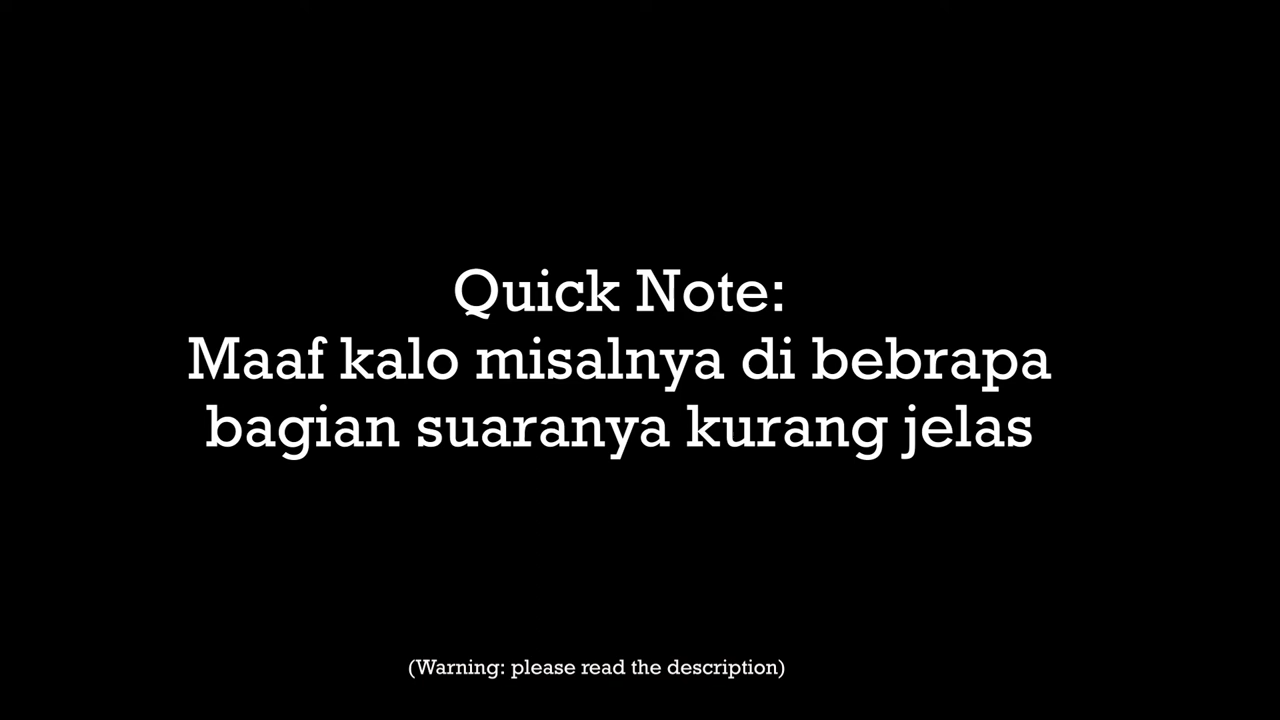 Quick Note:
Maaf kalo misalnya di bebrapa
bagian suaranya kurang jelas
(Warning: please read the description)